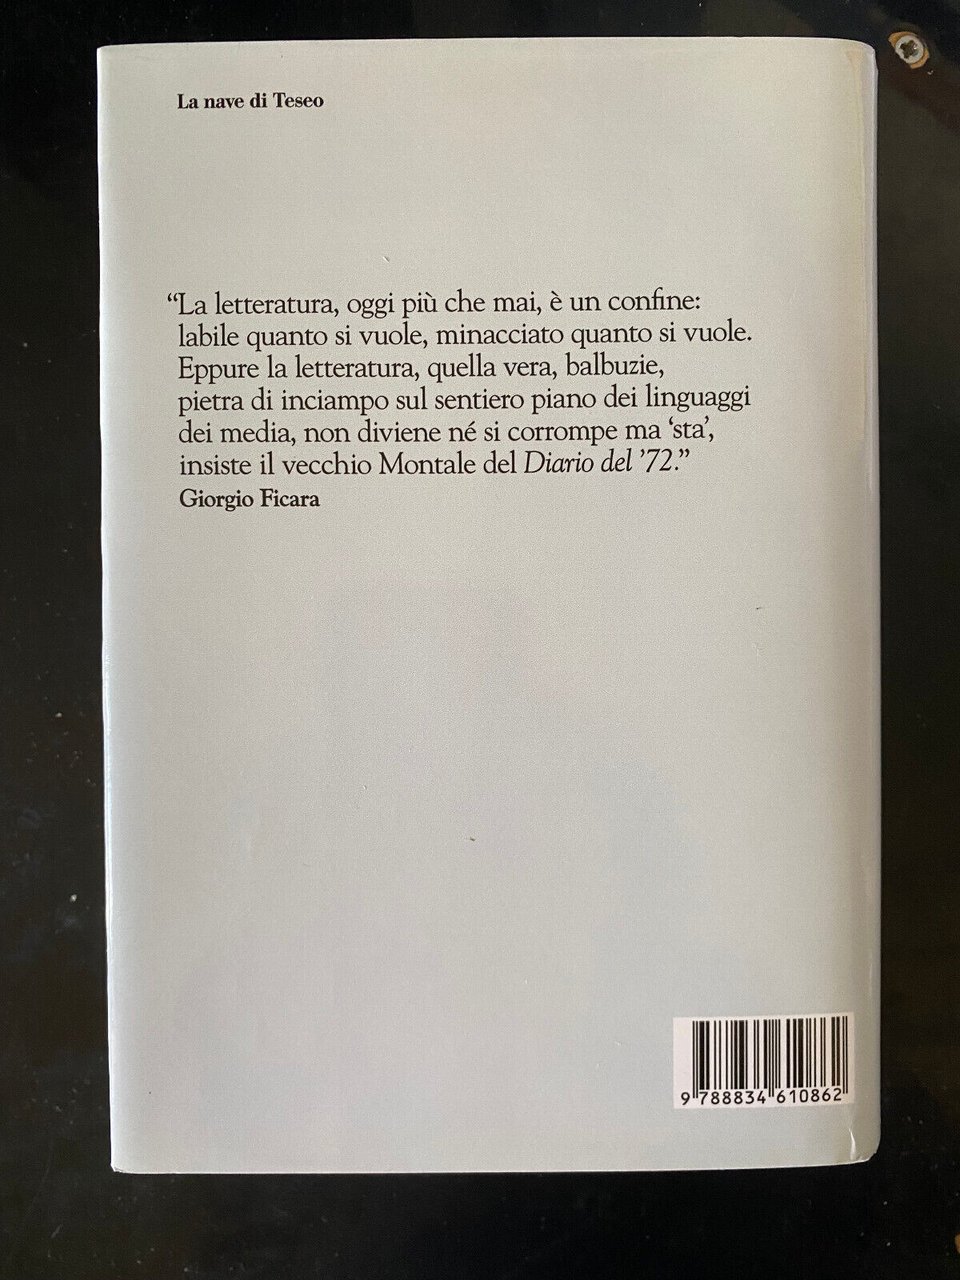 La nave di Teseo
“La letteratura, oggi più che mai, è un confine:
labile quanto si vuole, minacciato quanto si vuole.
Eppure la letteratura, quella vera, balbuzie,
pietra di inciampo sul sentiero piano dei linguaggi
dei media, non diviene né si corrompe ma ‘sta’,
insiste il vecchio Montale del Diario del ’72.”
Giorgio Ficara
9 788834 610862